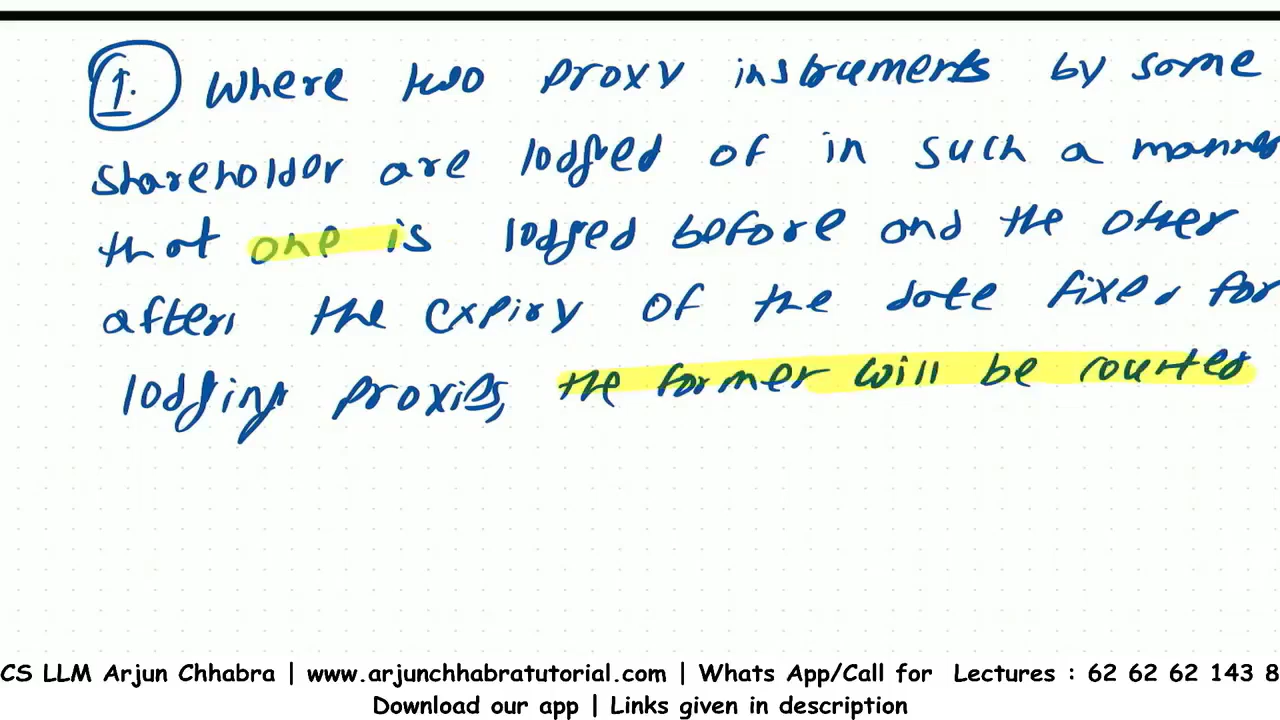 1.
Where two proxy instruments by some
shareholder are lodged of in such a manner
that one is lodged before and the other
after, the expiry of the date fixed for
lodging proxies, the former will be counted
CS LLM Arjun Chhabra | www.arjunchhabratutorial.com | Whats App/Call for Lectures : 62 62 62 143 8
Download our app | Links given in description